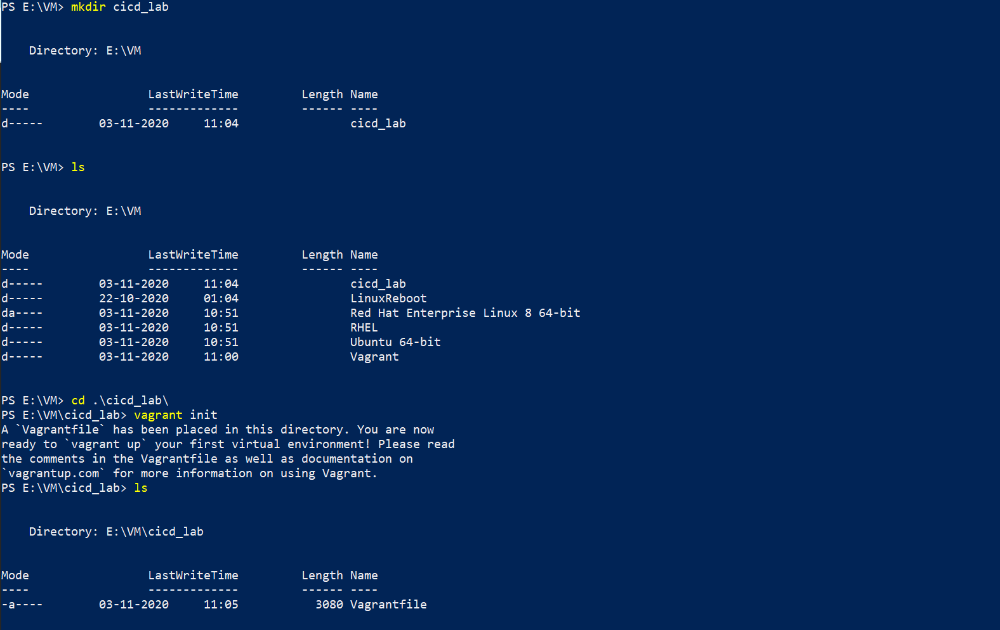 PS E:\VM> mkdir cicd_lab
Directory: E:\VM
Mode LastWriteTime Length Name
---- ------------- ------ ----
d----- 03-11-2020 11:04 cicd_lab
PS E:\VM> ls
Directory: E:\VM
Mode LastWriteTime Length Name
---- ------------- ------ ----
d----- 03-11-2020 11:04 cicd_lab
d----- 22-10-2020 01:04 LinuxReboot
da---- 03-11-2020 10:51 Red Hat Enterprise Linux 8 64-bit
d----- 03-11-2020 10:51 RHEL
d----- 03-11-2020 10:51 Ubuntu 64-bit
d----- 03-11-2020 11:00 Vagrant
PS E:\VM> cd .\cicd_lab\
PS E:\VM\cicd_lab> vagrant init
A `Vagrantfile` has been placed in this directory. You are now
ready to `vagrant up` your first virtual environment! Please read
the comments in the Vagrantfile as well as documentation on
`vagrantup.com` for more information on using Vagrant.
PS E:\VM\cicd_lab> ls
Directory: E:\VM\cicd_lab
Mode LastWriteTime Length Name
---- ------------- ------ ----
-a---- 03-11-2020 11:05 3080 Vagrantfile